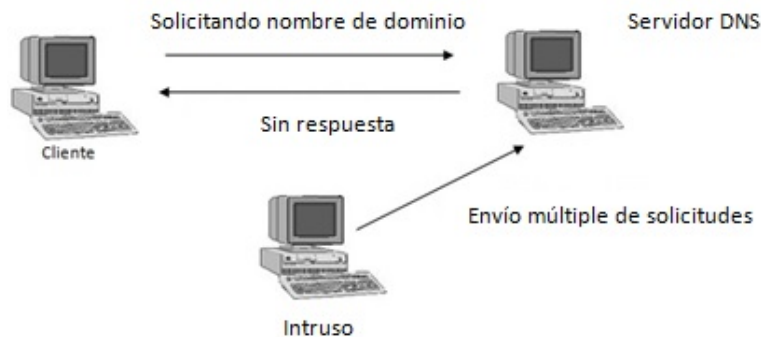 Solicitando nombre de dominio
Servidor DNS
Sin respuesta
Cliente
Envío múltiple de solicitudes
Intruso